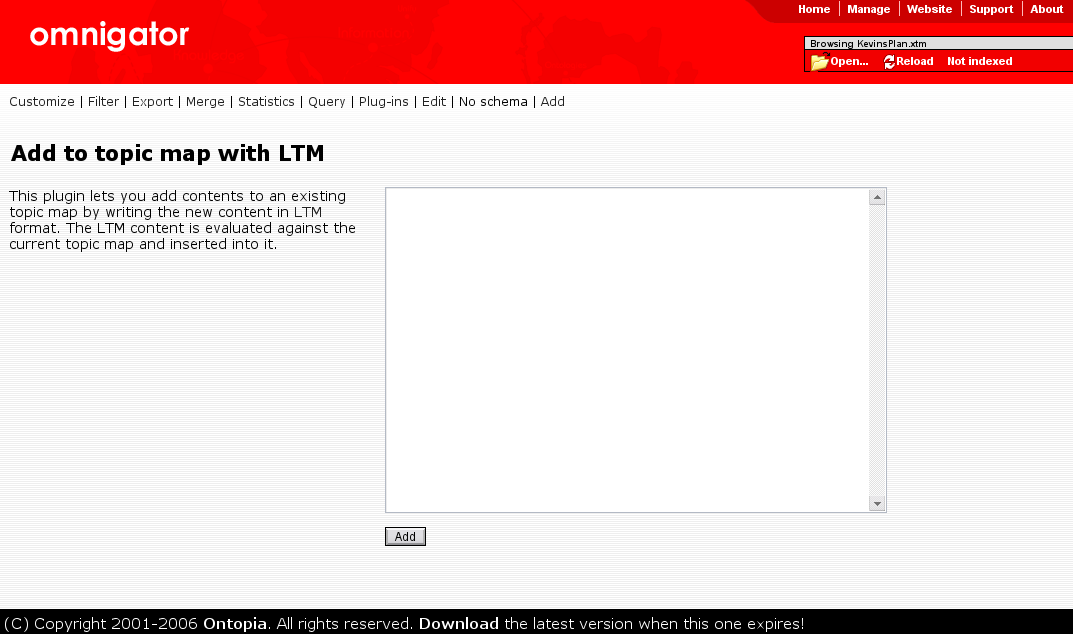 omnigator
Home | Manage | Website | Support | About
Browsing KevinsPlan.xtm
Open... Reload Not indexed
Customize | Filter | Export | Merge | Statistics | Query | Plug-ins | Edit | No schema | Add
Add to topic map with LTM
This plugin lets you add contents to an existing
topic map by writing the new content in LTM
format. The LTM content is evaluated against the
current topic map and inserted into it.
Add
(C) Copyright 2001-2006 Ontopia. All rights reserved. Download the latest version when this one expires!